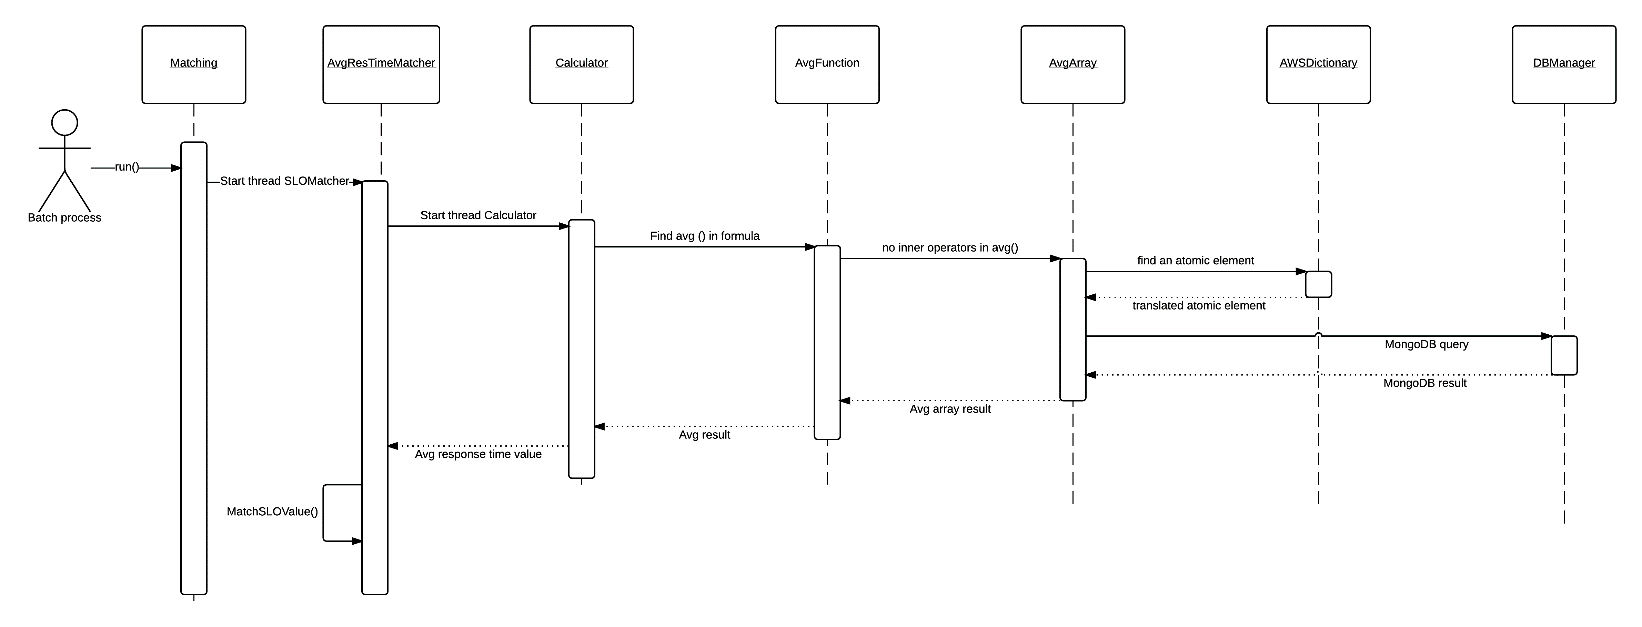 Matching
AvgResTimeMatcher
Calculator
AvgFunction
AvgArray
AWSDictionary
DBManager
run()
Batch process
Start thread SLOMatcher
Start thread Calculator
Find avg () in formula
no inner operators in avg()
find an atomic element
translated atomic element
MongoDB query
MongoDB result
Avg array result
Avg result
Avg response time value
MatchSLOValue()